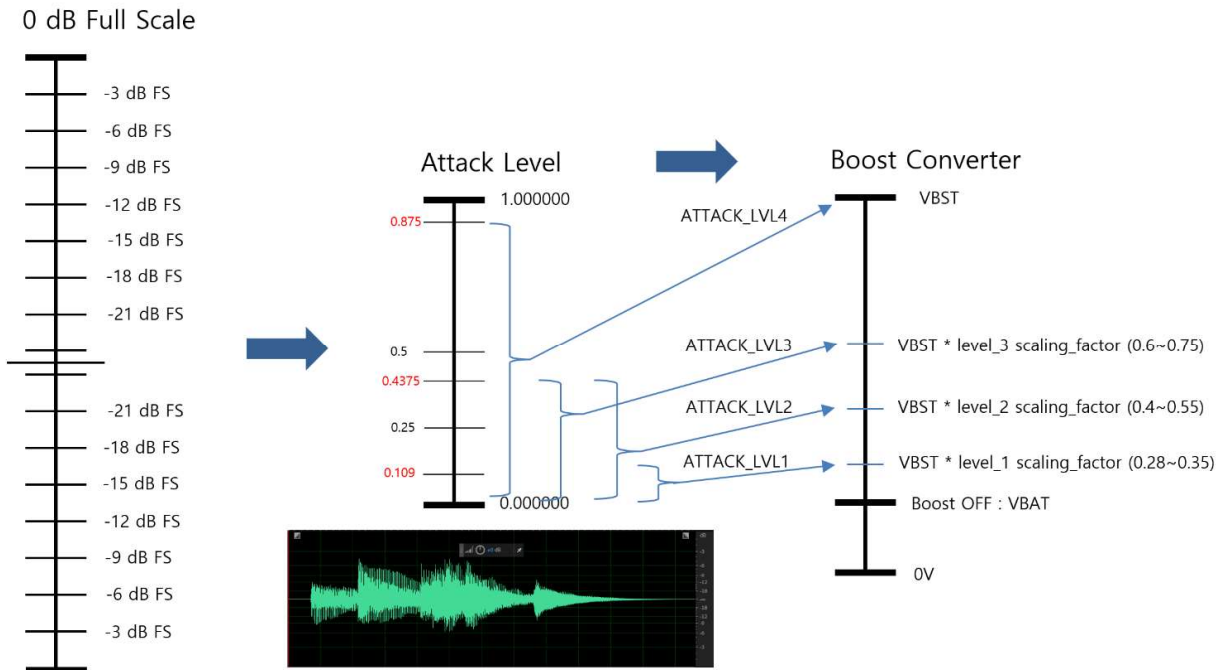 0 dB Full Scale
-3 dB FS
-6 dB FS
-9 dB FS
-12 dB FS
-15 dB FS
-18 dB FS
-21 dB FS
-21 dB FS
-18 dB FS
-15 dB FS
-12 dB FS
-9 dB FS
-6 dB FS
-3 dB FS
Attack Level
1.000000
0.875
0.5
0.4375
0.25
0.109
0.000000
ATTACK_LVL4
ATTACK_LVL3
ATTACK_LVL2
ATTACK_LVL1
Boost Converter
VBST
VBST * level_3 scaling_factor (0.6~0.75)
VBST * level_2 scaling_factor (0.4~0.55)
VBST * level_1 scaling_factor (0.28~0.35)
Boost OFF : VBAT
0V